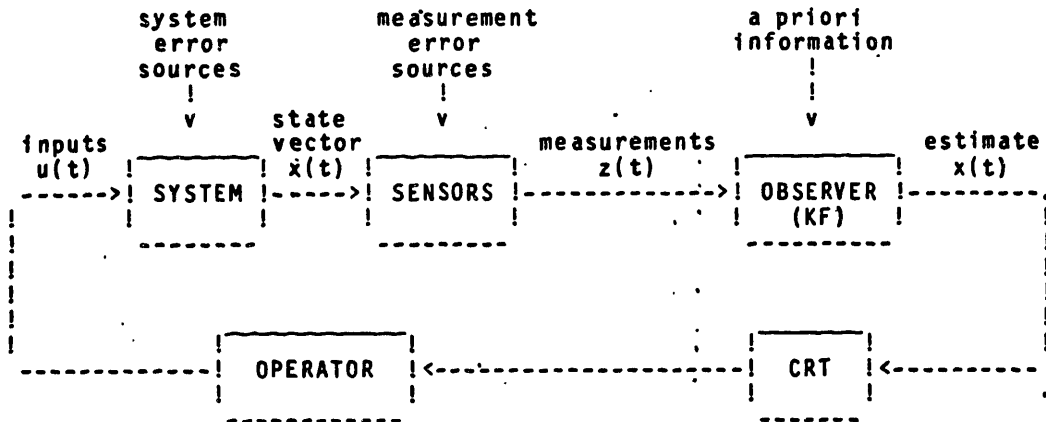 system error sources
measurement error sources
a priori information
inputs u(t)
state vector x(t)
measurements z(t)
estimate x(t)
SYSTEM
SENSORS
OBSERVER (KF)
OPERATOR
CRT